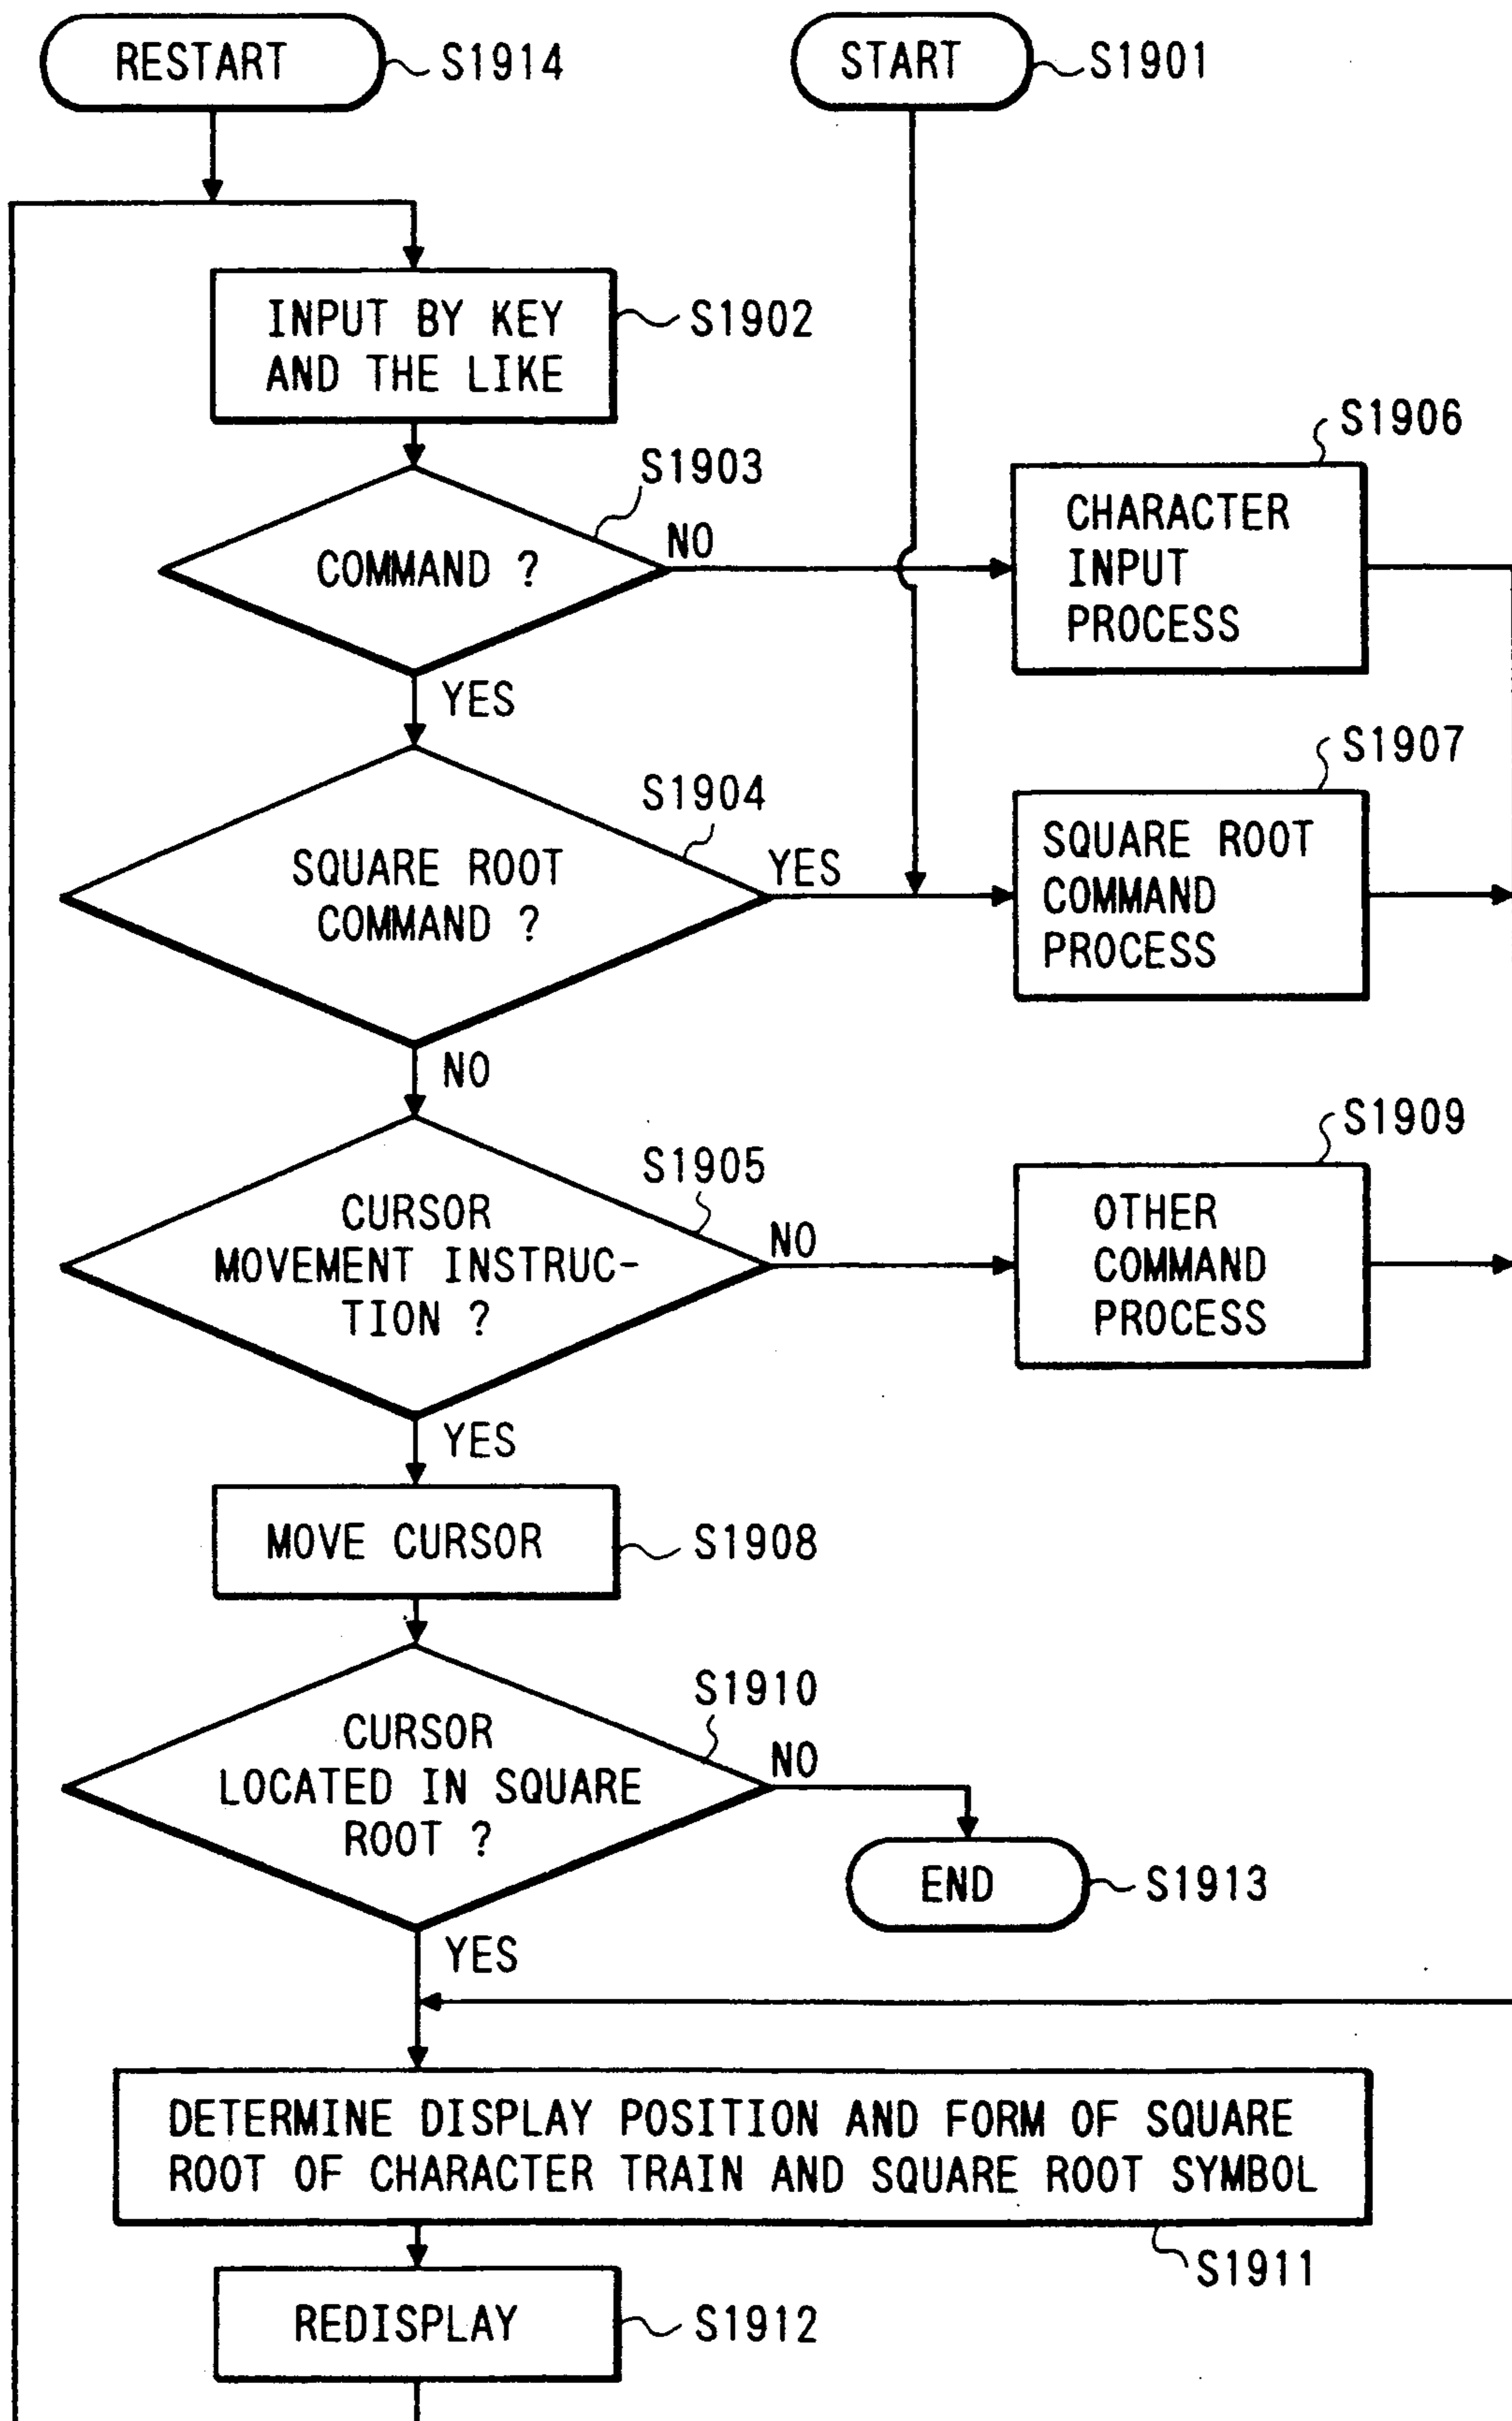 RESTART
S1914
START
S1901
INPUT BY KEY
AND THE LIKE
S1902
S1903
COMMAND ?
NO
YES
S1906
CHARACTER
INPUT
PROCESS
S1904
SQUARE ROOT
COMMAND ?
YES
NO
S1907
SQUARE ROOT
COMMAND
PROCESS
S1905
CURSOR
MOVEMENT INSTRUC-
TION ?
NO
YES
S1909
OTHER
COMMAND
PROCESS
MOVE CURSOR
S1908
S1910
CURSOR
LOCATED IN SQUARE
ROOT ?
NO
END
S1913
YES
DETERMINE DISPLAY POSITION AND FORM OF SQUARE
ROOT OF CHARACTER TRAIN AND SQUARE ROOT SYMBOL
S1911
REDISPLAY
S1912